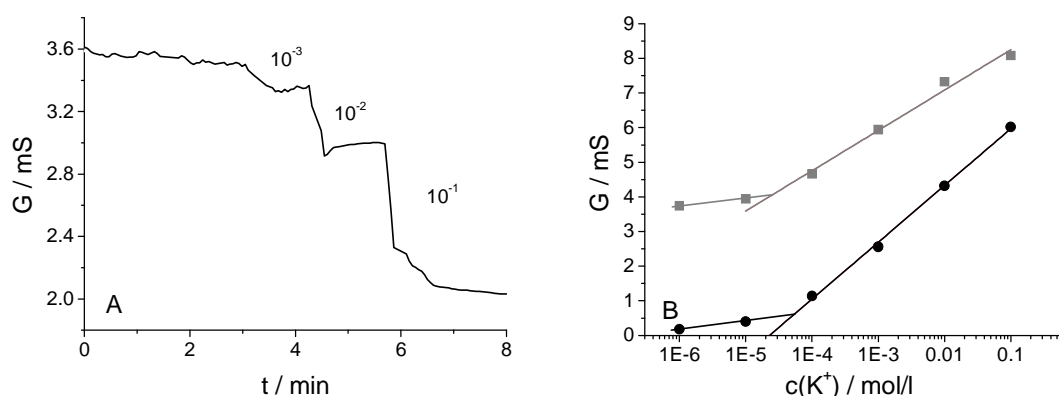 3.6
3.2
2.8
2.4
2.0
G / mS
10-3
10-2
10-1
A
0
2
4
6
8
t / min
9
8
7
6
5
4
3
2
1
0
G / mS
B
1E-6
1E-5
1E-4
1E-3
0.01
0.1
c(K+) / mol/l